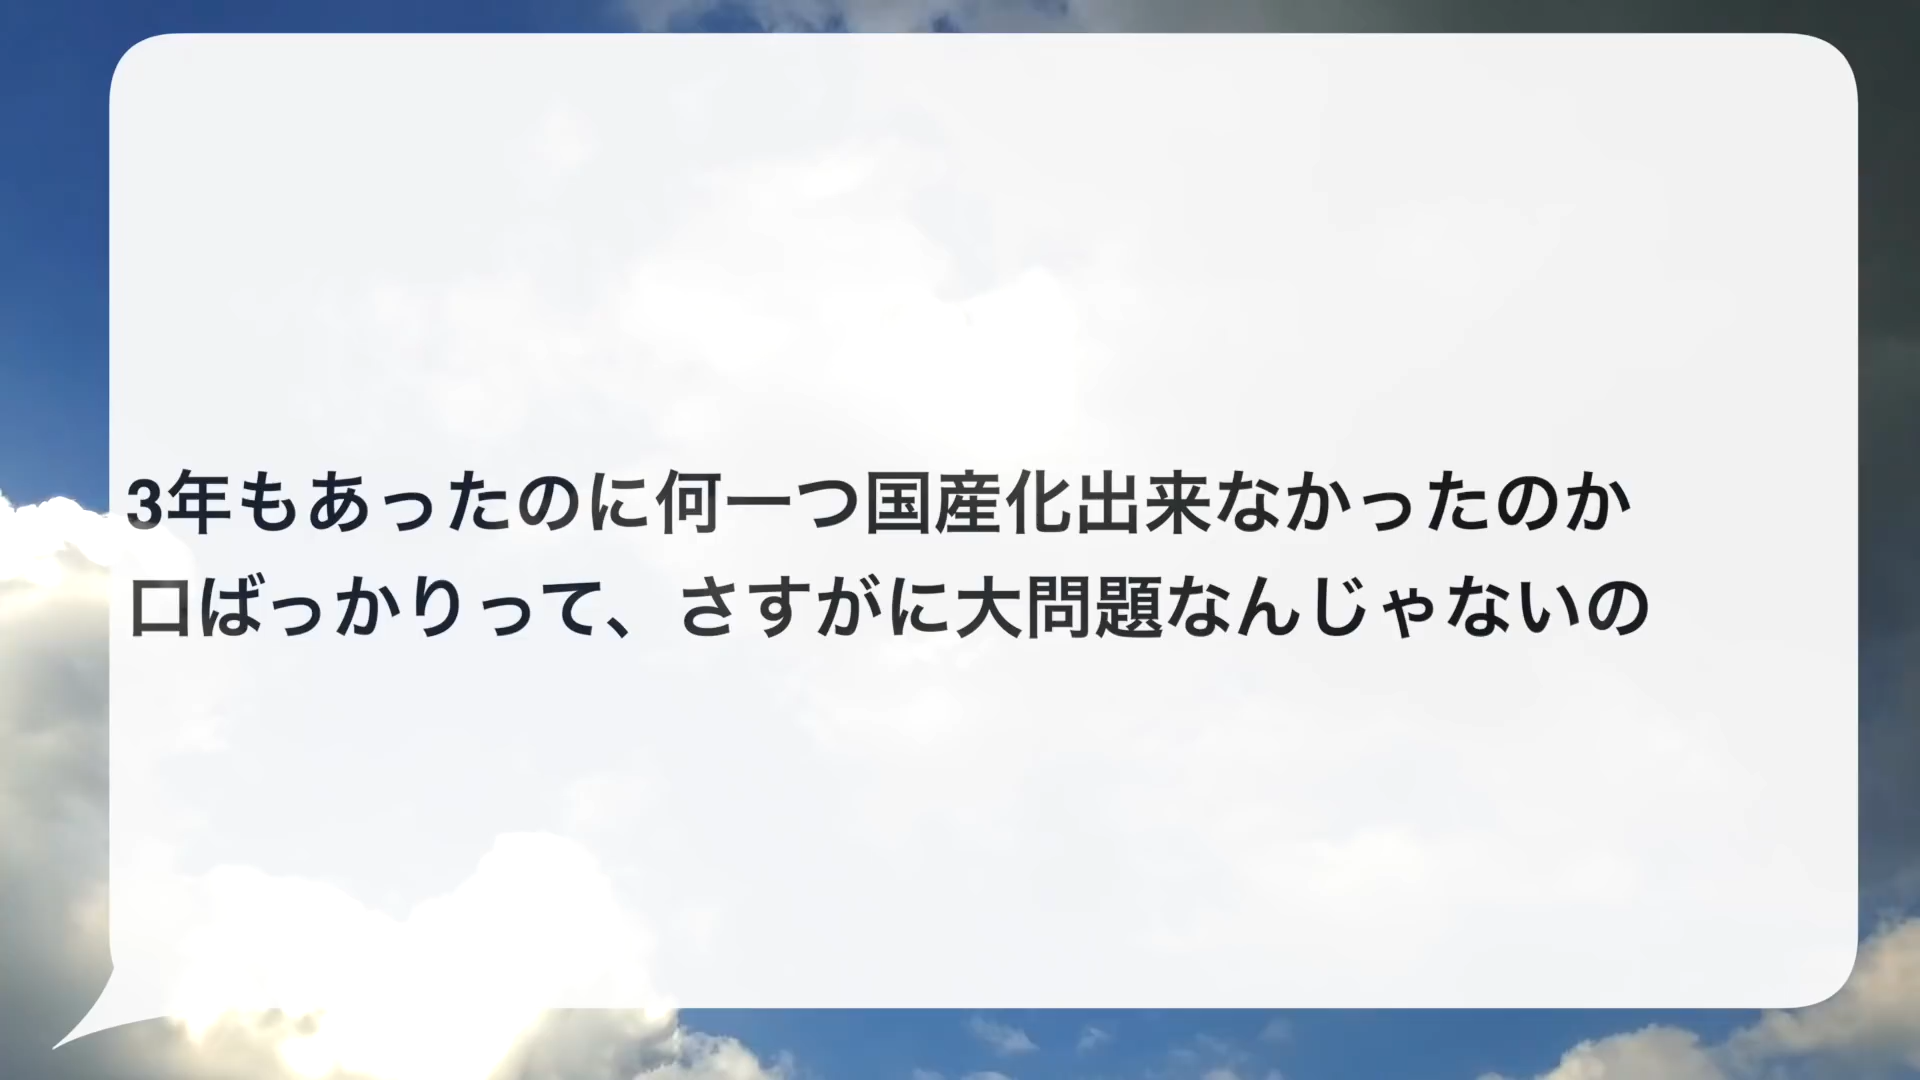 3年もあったのに何一つ国産化出来なかったのか
口ばっかりって、さすがに大問題なんじゃないの